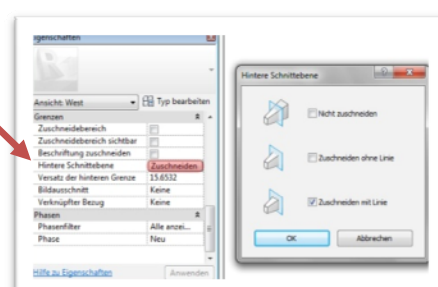 Eigenschaften
Ansicht: West
Typ bearbeiten
Grenzen
Zuschneidebereich
Zuschneidebereich sichtbar
Beschriftung zuschneiden
Hintere Schnittebene Zuschneiden
Versatz der hinteren Grenze 15.6532
Bildausschnitt Keine
Verknüpfter Bezug Keine
Phasen
Phasenfilter Alle anzei...
Phase Neu
Hilfe zu Eigenschaften
Anwenden
Hintere Schnittebene
Nicht zuschneiden
Zuschneiden ohne Linie
Zuschneiden mit Linie
OK
Abbrechen